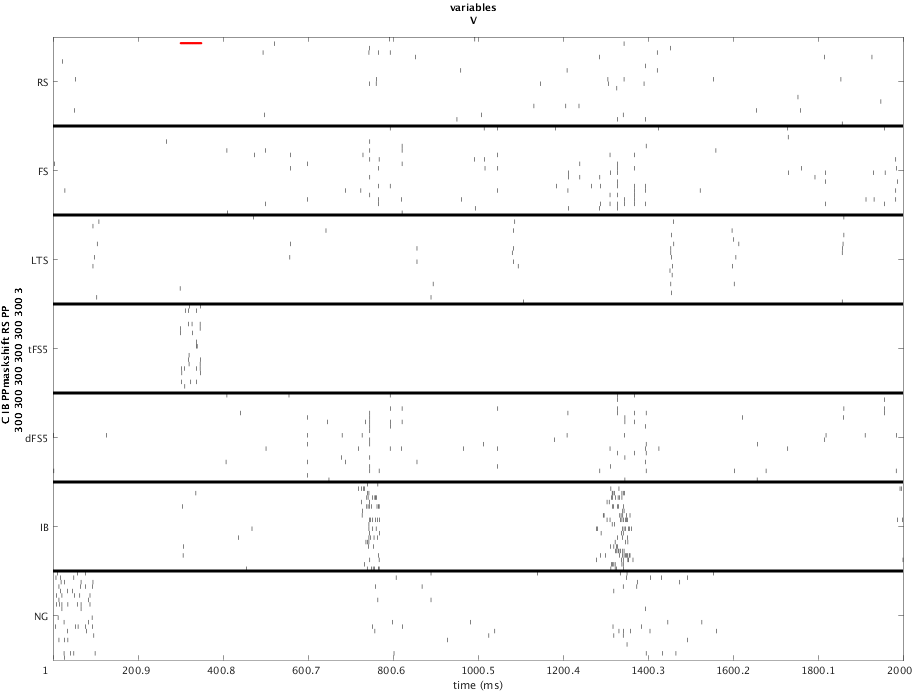 variables
V
RS
FS
LTS
tFS5
dFS5
IB
NG
C IB PPmaskshift RS PP
300 300 300 300 300 300 3
1 200.9 400.8 600.7 800.6 1000.5 1200.4 1400.3 1600.2 1800.1 2000
time (ms)